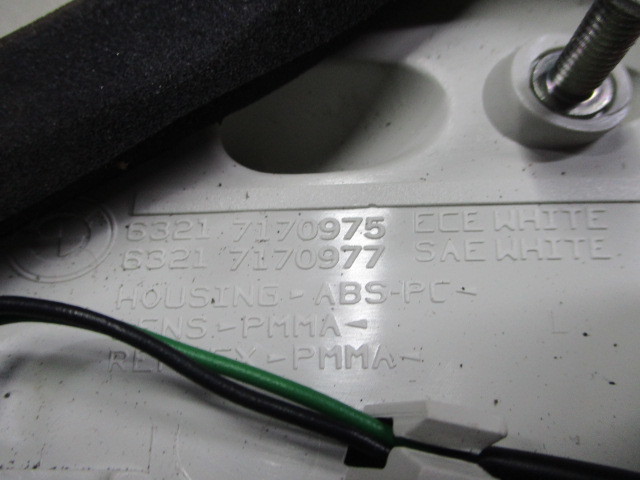 6321 7170975 ECE WHITE
6321 7170977 SAE WHITE
HOUSING-ABS-PC
-PMMA
-PMMA
L